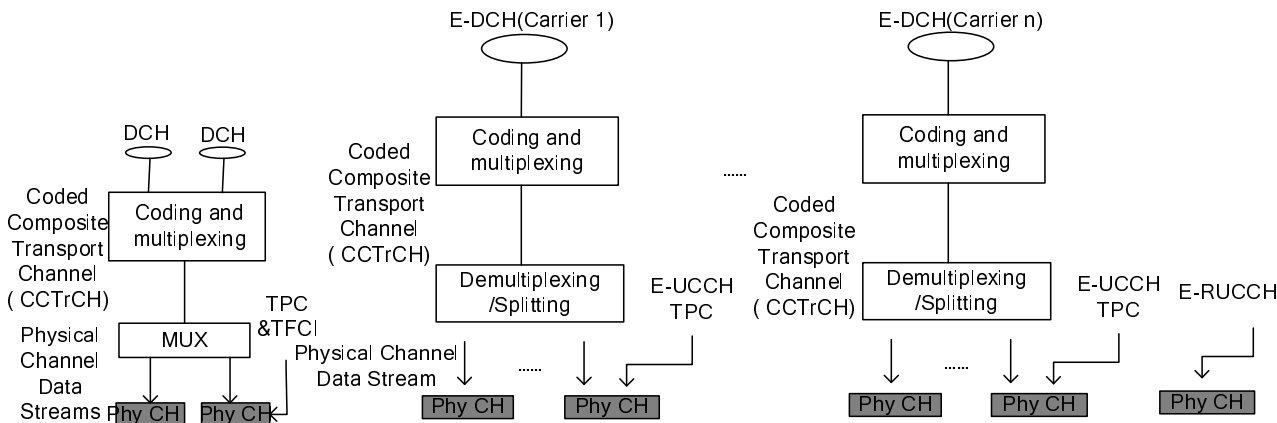 E-DCH(Carrier 1)
E-DCH(Carrier n)
DCH
DCH
Coded
Composite
Transport
Channel
( CCTrCH)
Coding and
multiplexing
MUX
TPC
&TFCI
Physical
Channel
Data
Streams
Phy CH
Phy CH
Coded
Composite
Transport
Channel
( CCTrCH)
Coding and
multiplexing
Demultiplexing
/Splitting
E-UCCH
TPC
Physical Channel
Data Stream
......
Phy CH
Phy CH
......
Coded
Composite
Transport
Channel
( CCTrCH)
Coding and
multiplexing
Demultiplexing
/Splitting
E-UCCH
TPC
E-RUCCH
......
Phy CH
Phy CH
Phy CH